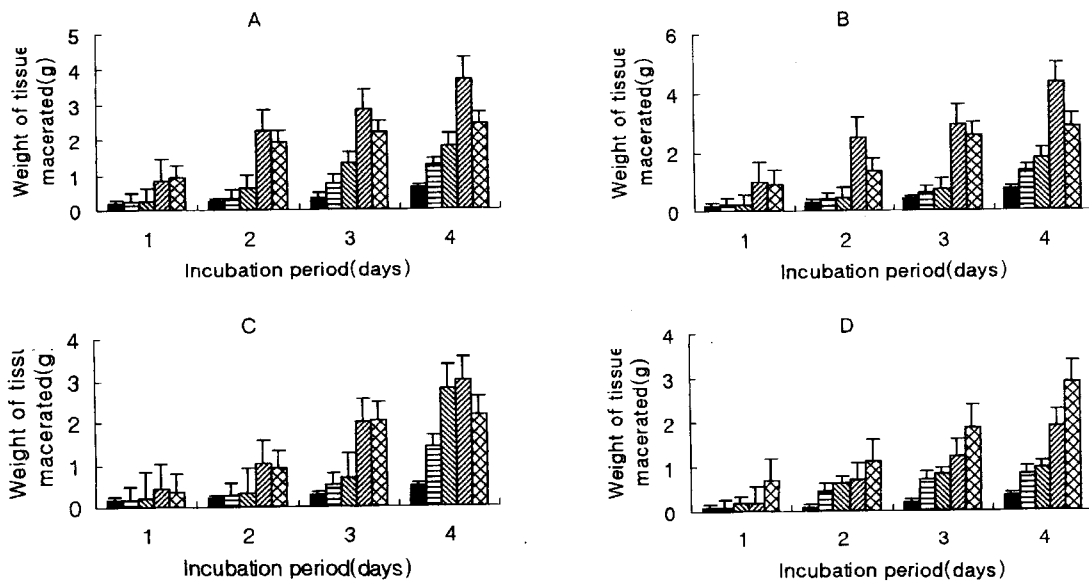 A
Weight of tissue
macerated(g)
5
4
3
2
1
0
1 2 3 4
Incubation period(days)
B
Weight of tissue
macerated(g)
6
4
2
0
1 2 3 4
Incubation period(days)
C
Weight of tissu
macerated(g.
4
3
2
1
0
1 2 3 4
Incubation period(days)
D
Weight of tissue
macerated(g)
4
3
2
1
0
1 2 3 4
Incubation period(days)